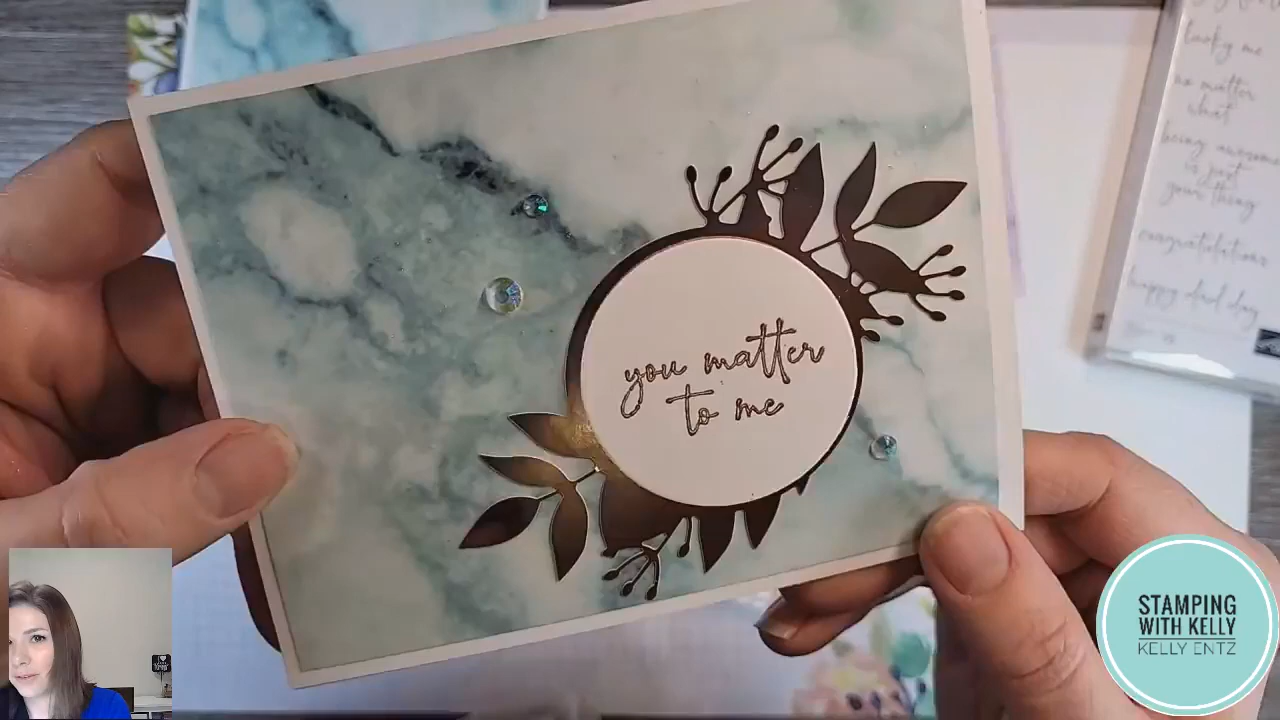 you matter
to me
lucky me
no matter
what
being awesome
is just
your thing
congratulations
happy dad day
STAMPING
WITH KELLY
KELLY ENTZ